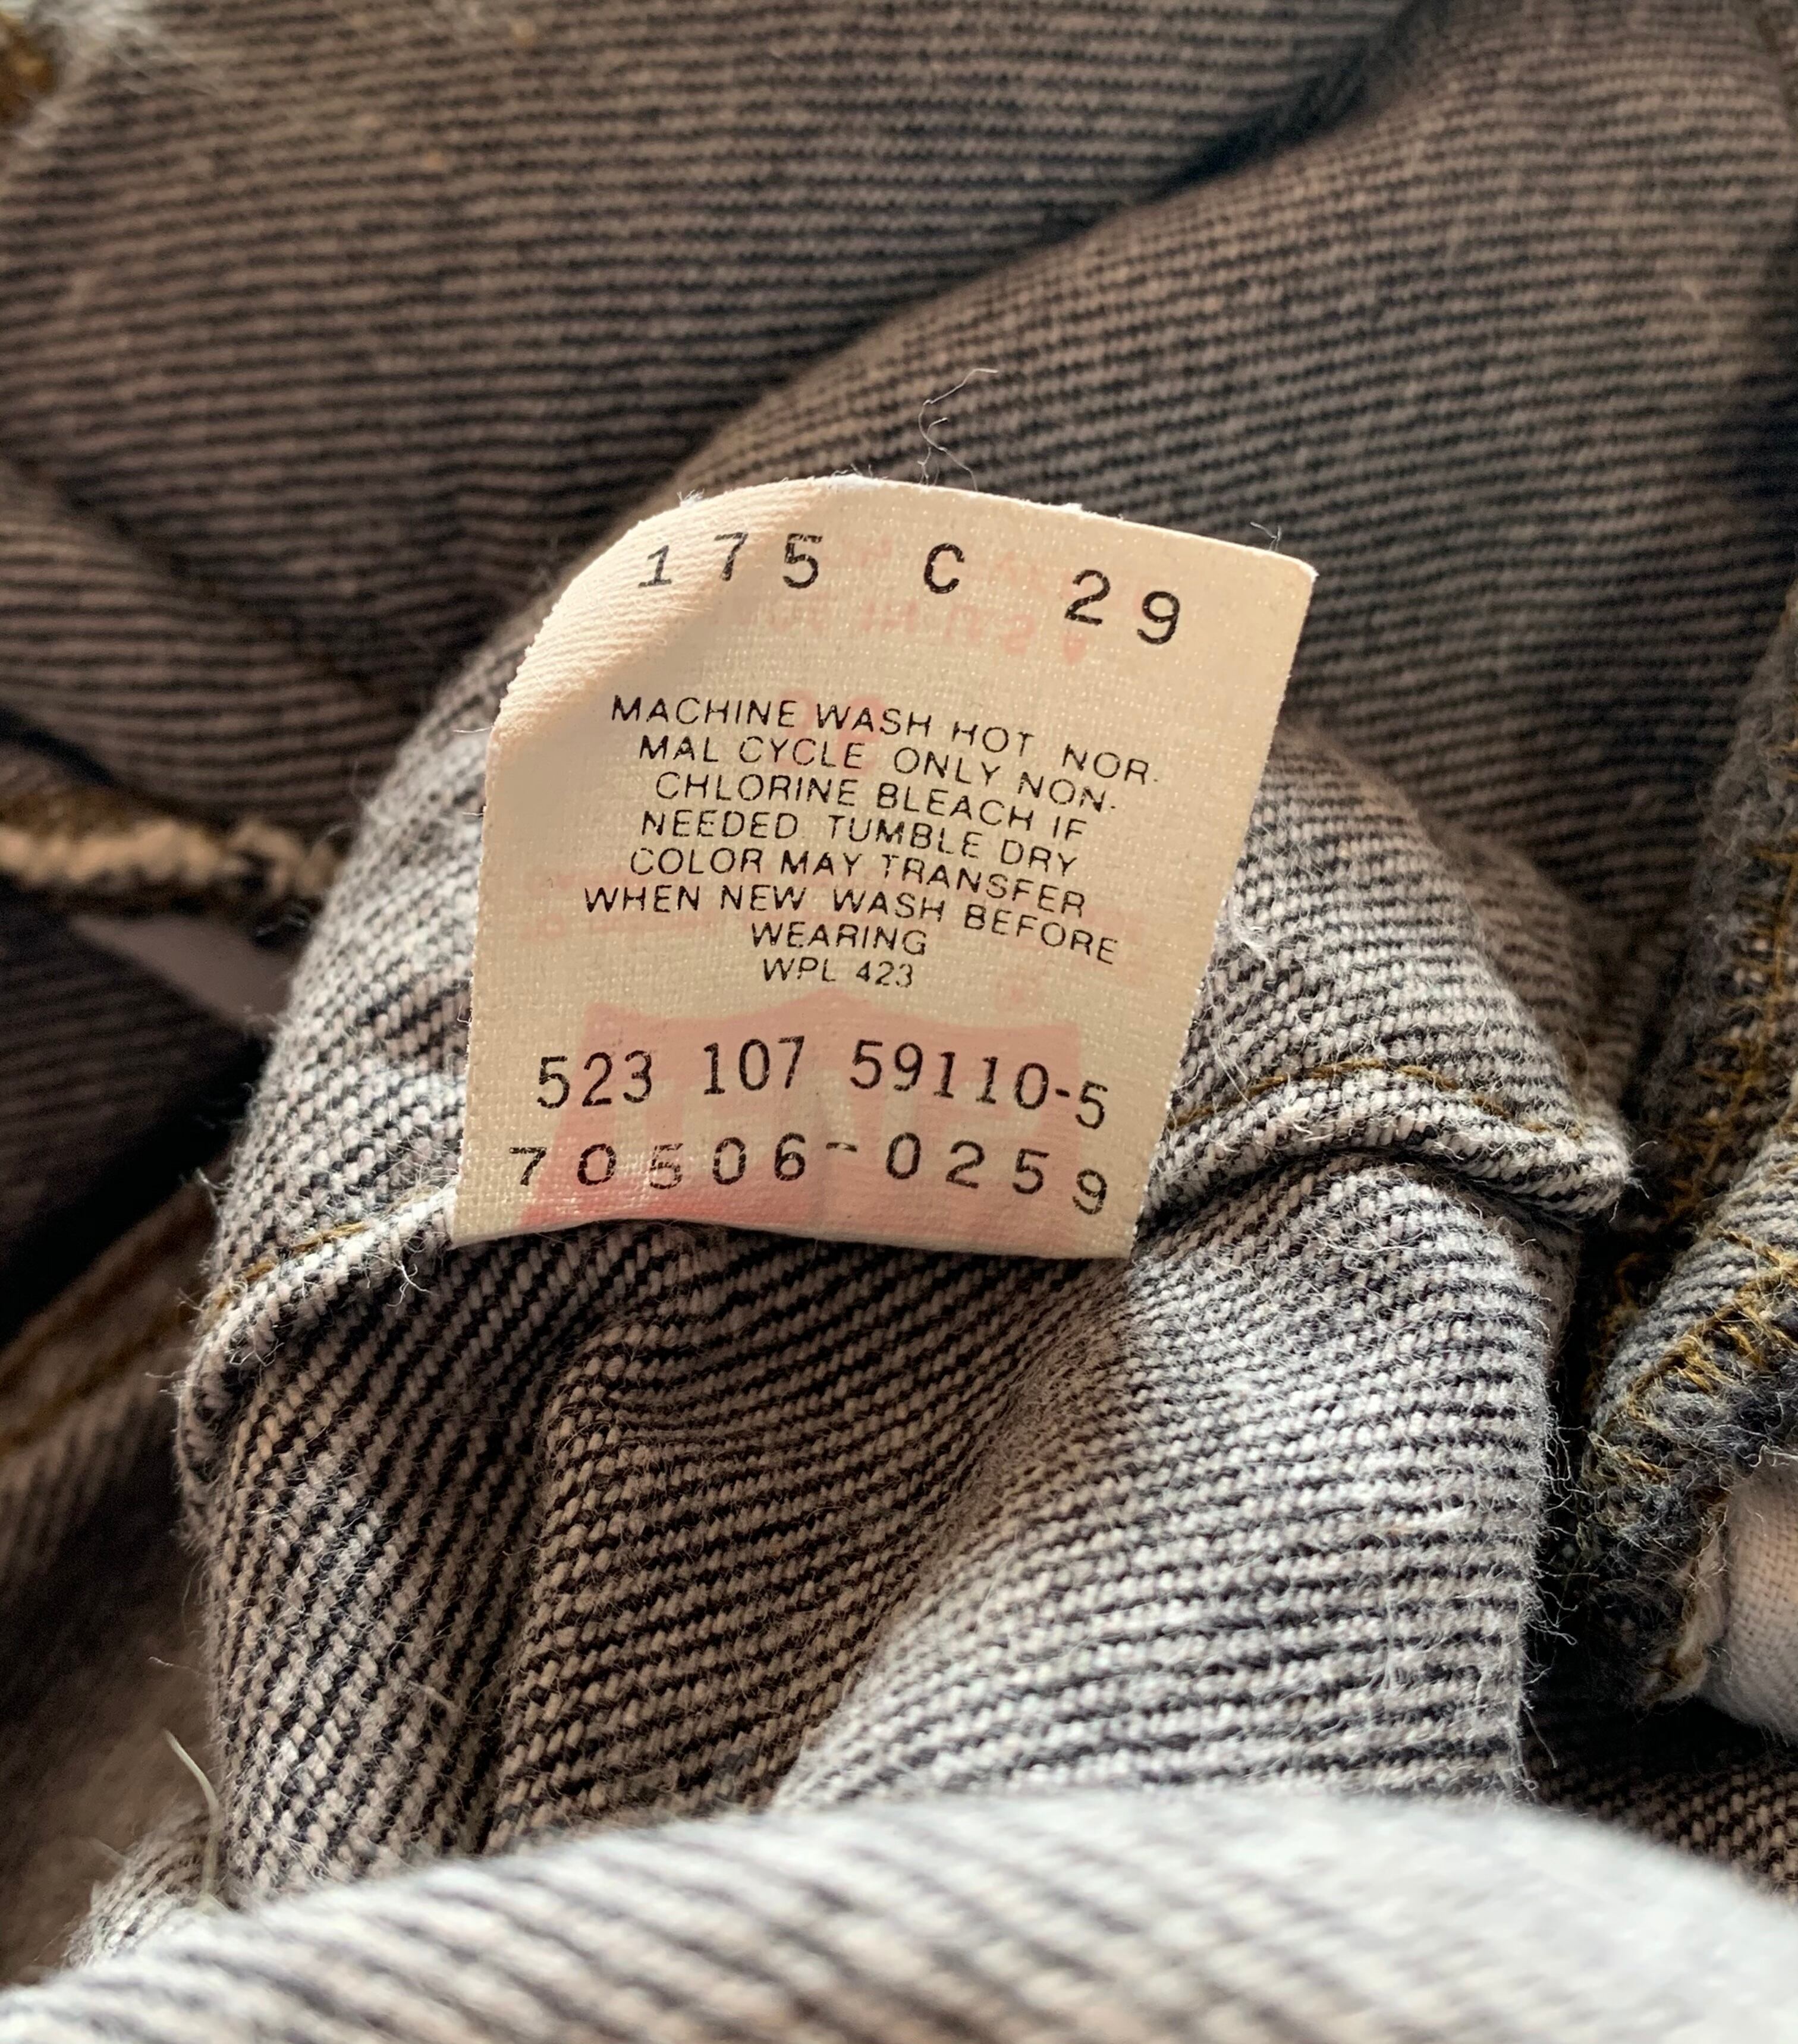 175 C 29
MACHINE WASH HOT NOR-
MAL CYCLE ONLY NON-
CHLORINE BLEACH IF
NEEDED TUMBLE DRY
COLOR MAY TRANSFER
WHEN NEW WASH BEFORE
WEARING
WPL 423
523 107 59110-5
70506-0259